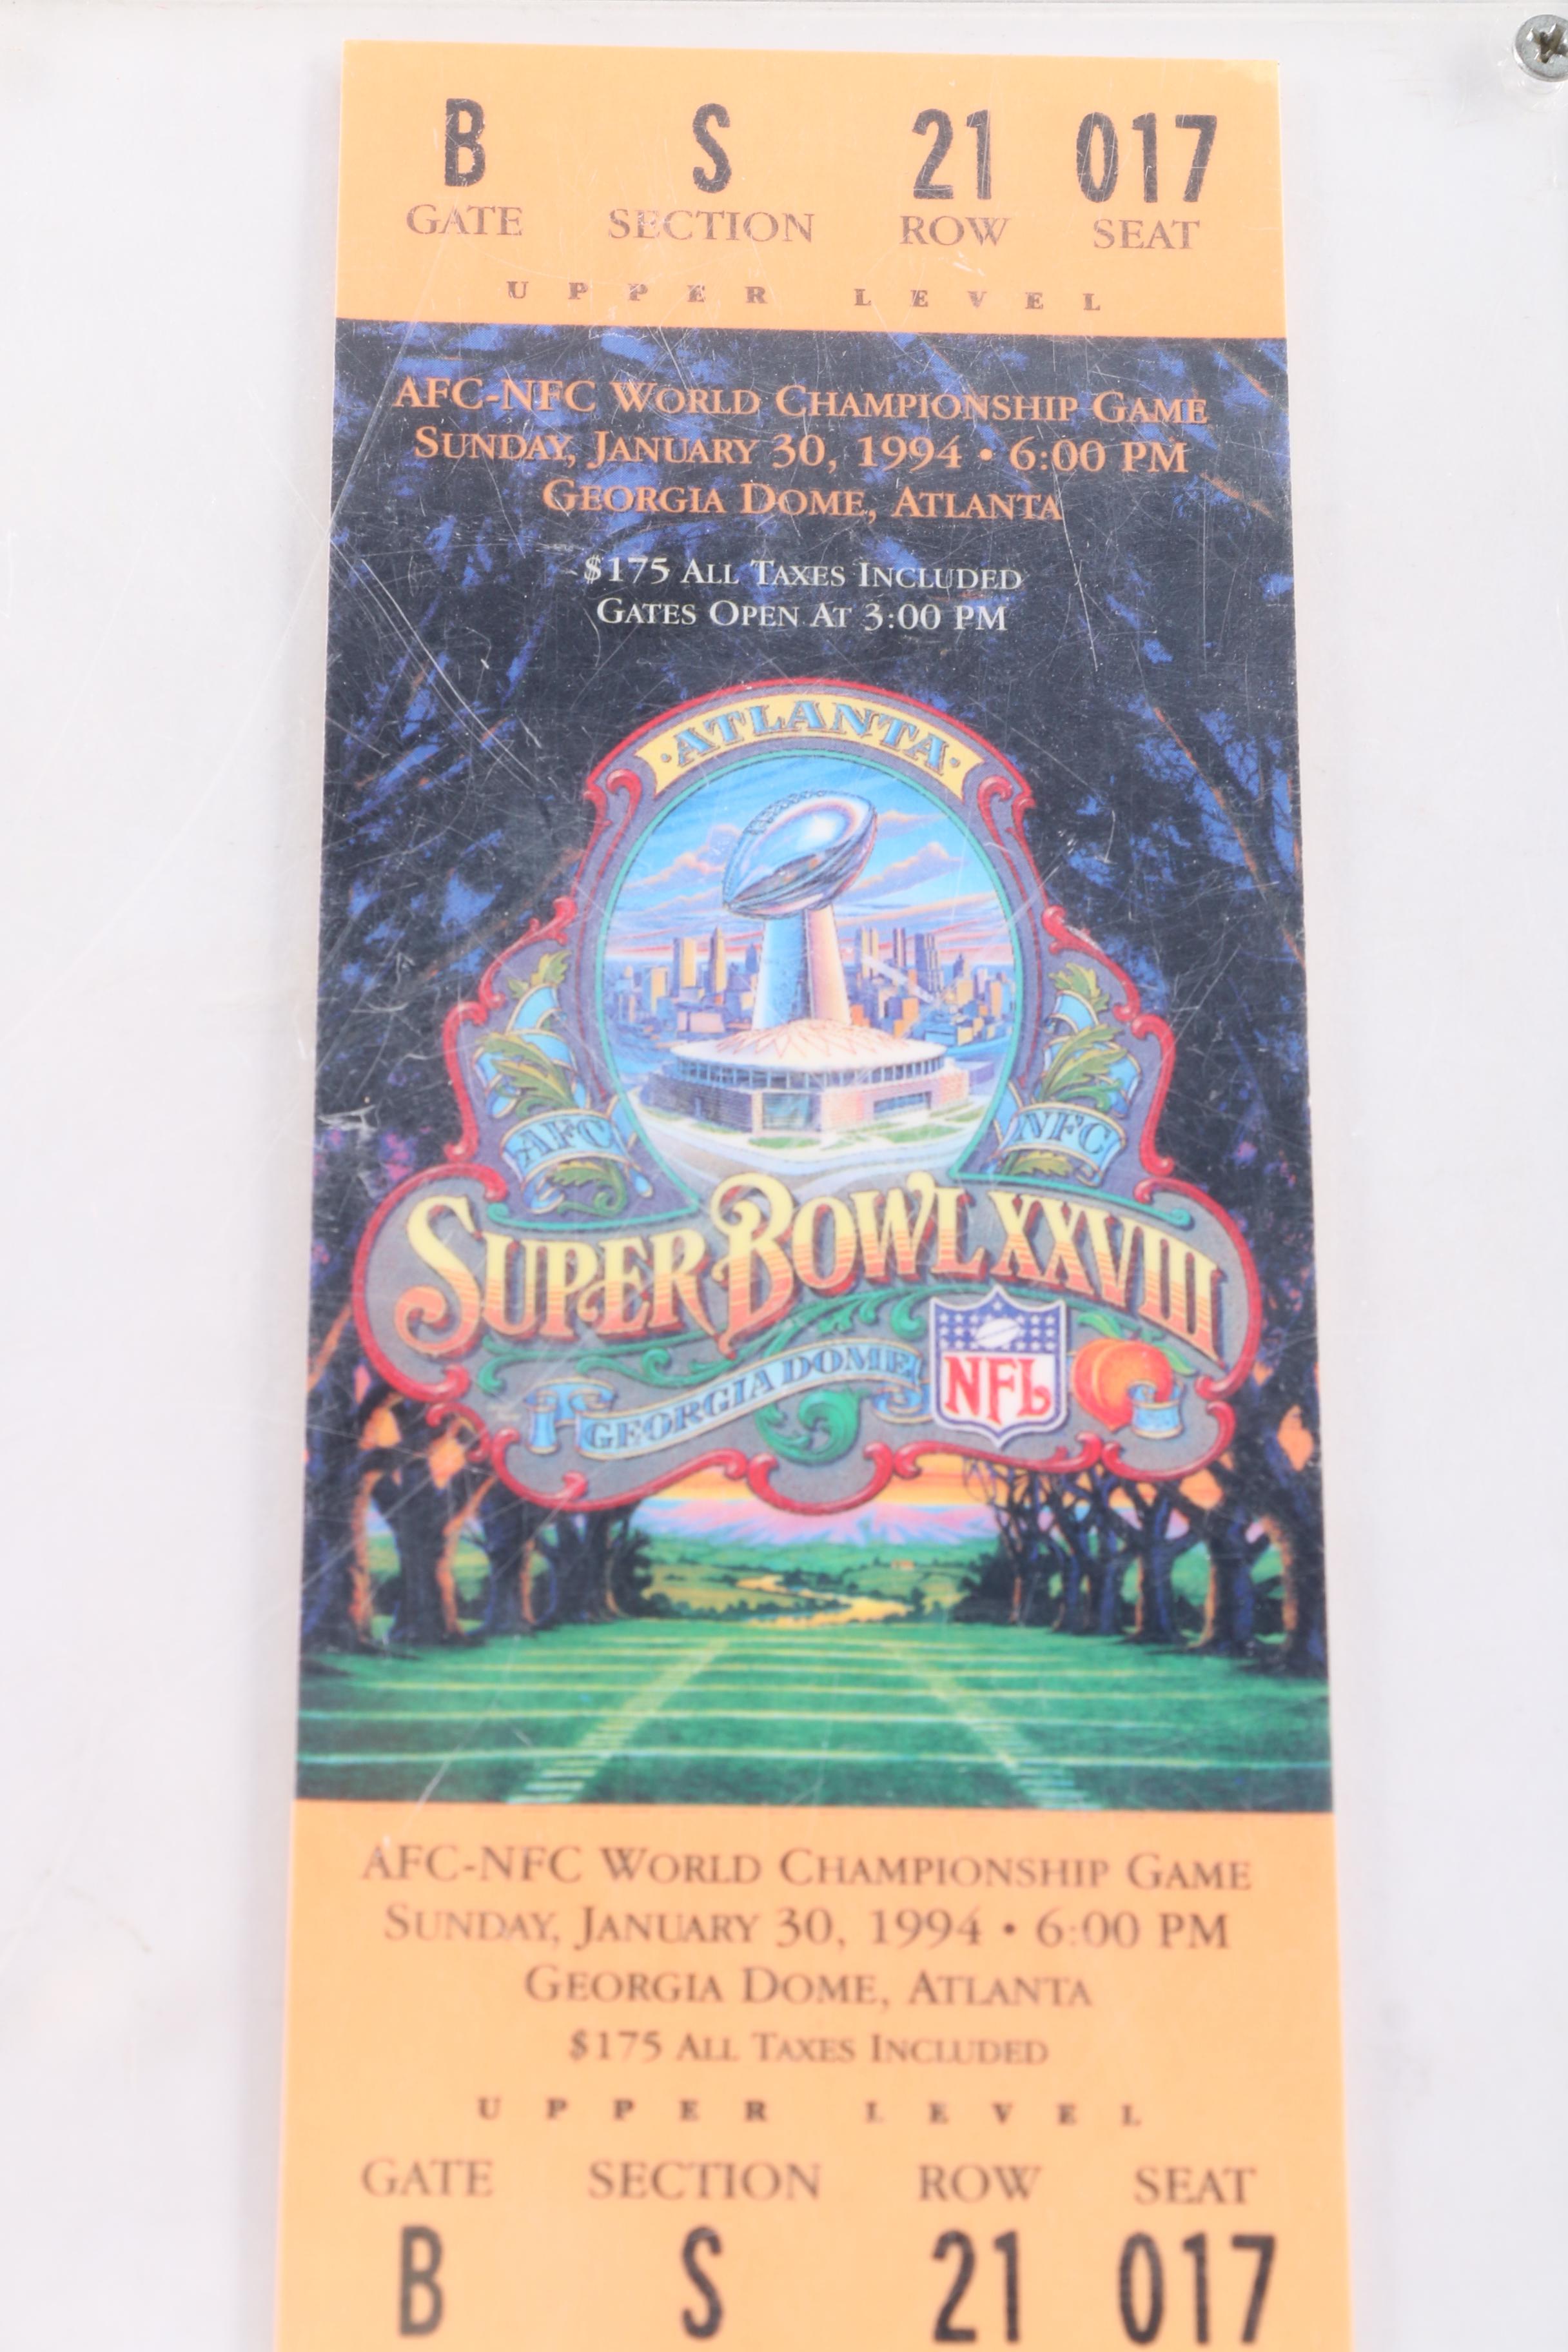 B S 21 017
GATE SECTION ROW SEAT
UPPER LEVEL
AFC-NFC WORLD CHAMPIONSHIP GAME
SUNDAY, JANUARY 30, 1994 • 6:00 PM
GEORGIA DOME, ATLANTA
$175 ALL TAXES INCLUDED
GATES OPEN AT 3:00 PM
·ATLANTA·
AFC NFC
SUPER BOWL XXVIII
GEORGIA DOME NFL
AFC-NFC WORLD CHAMPIONSHIP GAME
SUNDAY, JANUARY 30, 1994 • 6:00 PM
GEORGIA DOME, ATLANTA
$175 ALL TAXES INCLUDED
UPPER LEVEL
GATE SECTION ROW SEAT
B S 21 017